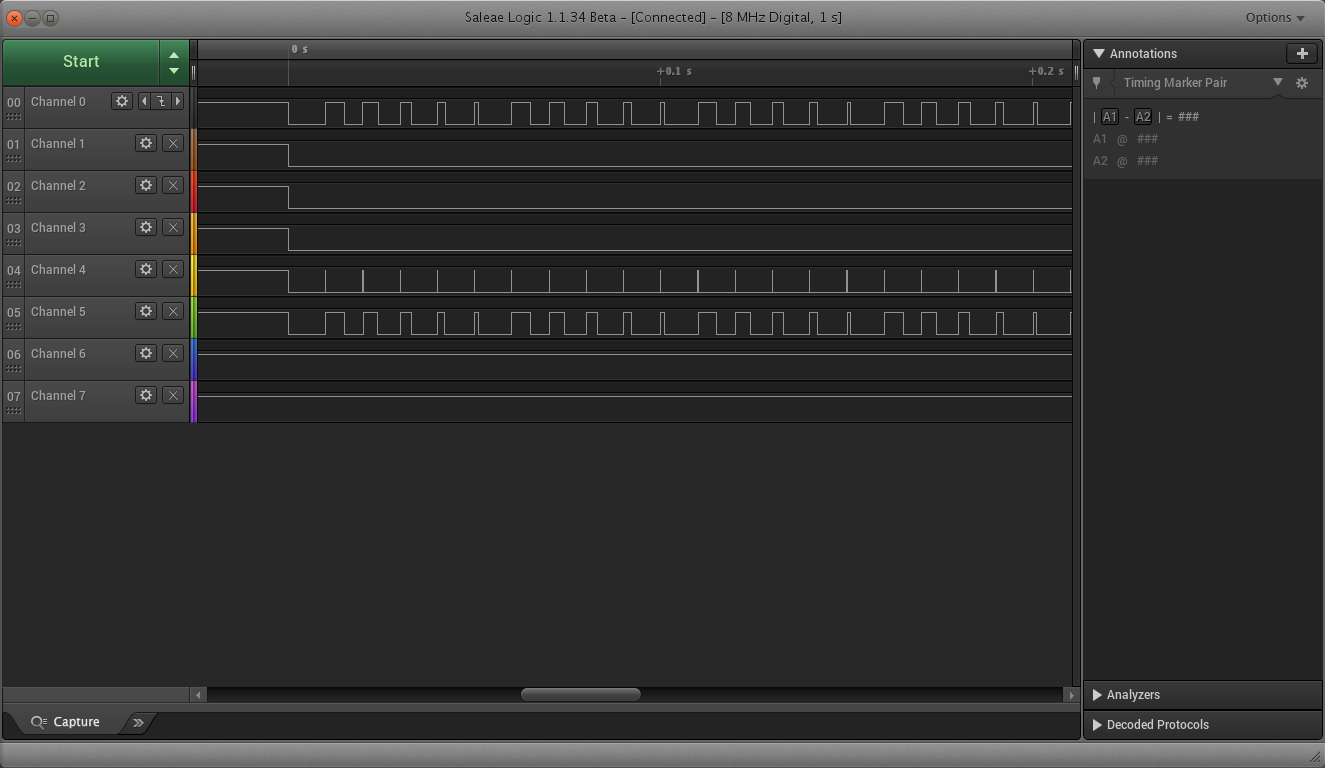 Saleae Logic 1.1.34 Beta - [Connected] - [8 MHz Digital, 1 s]
Options
Start
0 s
+0.1 s
+0.2 s
00 Channel 0
01 Channel 1
02 Channel 2
03 Channel 3
04 Channel 4
05 Channel 5
06 Channel 6
07 Channel 7
Annotations
Timing Marker Pair
| A1 - A2 | = ###
A1 @ ###
A2 @ ###
Analyzers
Decoded Protocols
Capture